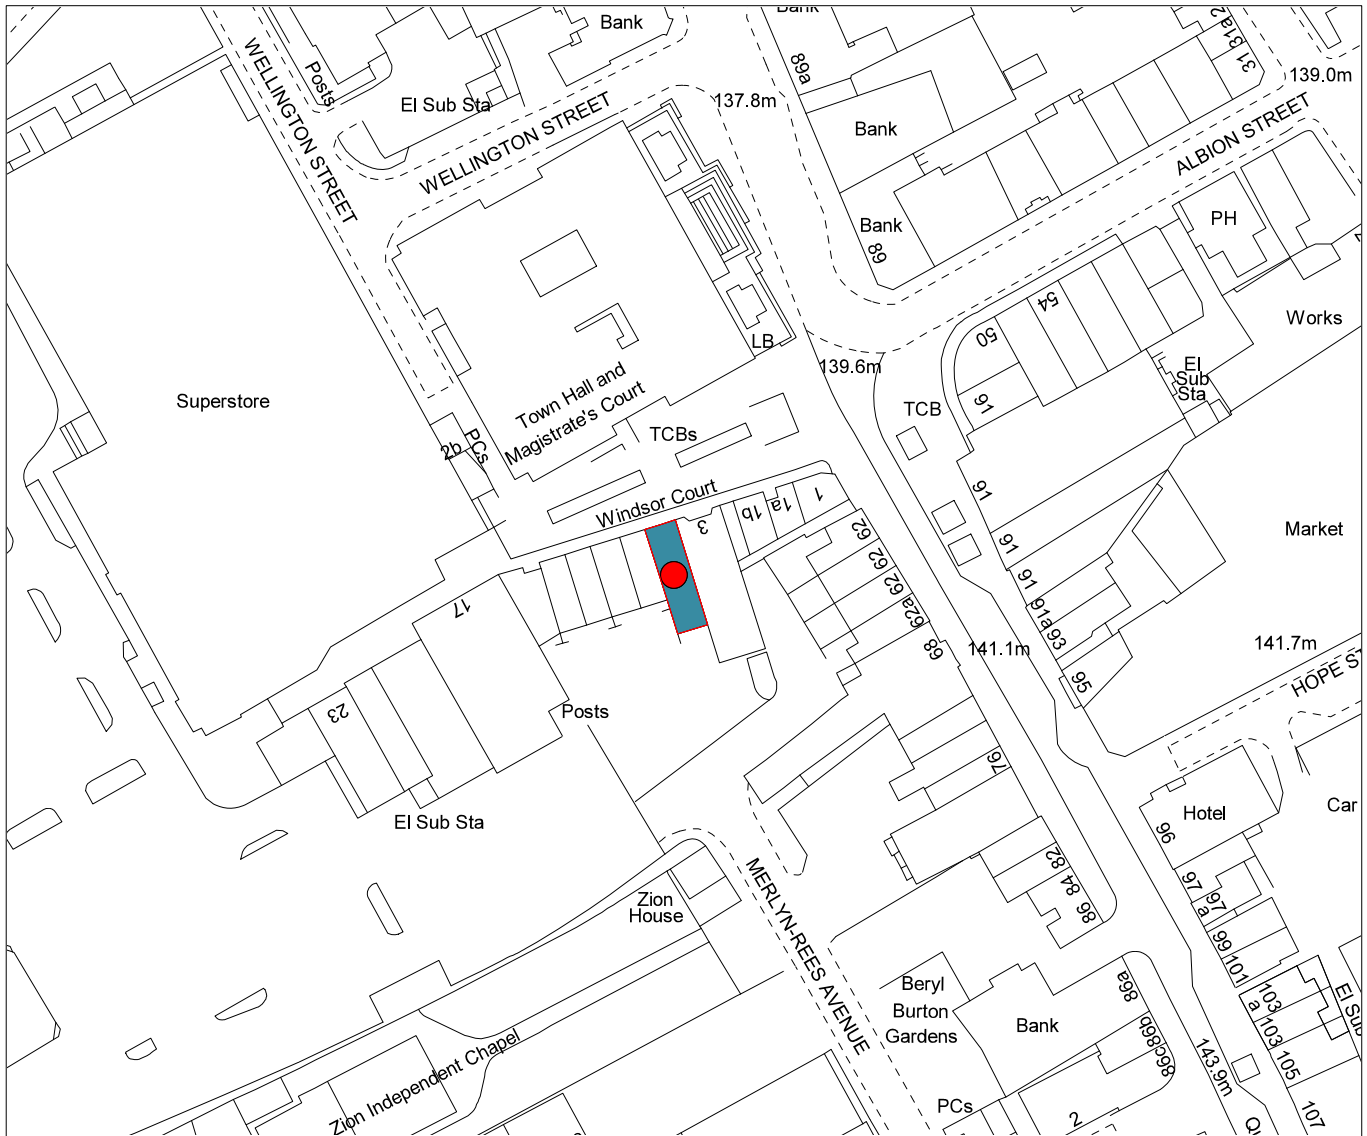 Bank
Bank
31a2
31
139.0m
WELLINGTON STREET
Posts
El Sub Sta
WELLINGTON STREET
137.8m
89a
Bank
ALBION STREET
Bank
89
PH
54
50
Works
LB
139.6m
El
Sub
Sta
Superstore
Town Hall and
Magistrate's Court
TCBs
TCB
91
2b
PCs
Windsor Court
3
1b
1a
1
91
62
62
62
62a
68
91
91
91a
93
95
Market
17
141.1m
141.7m
HOPE S
23
Posts
76
El Sub Sta
Hotel
96
Car
MERLYN-REES AVENUE
82
84
86
97
97
a
Zion
House
99
101
Beryl
Burton
Gardens
Bank
86a
86b
86c
103
a
103
105
107
El Sub
143.9m
Zion Independent Chapel
PCs
2